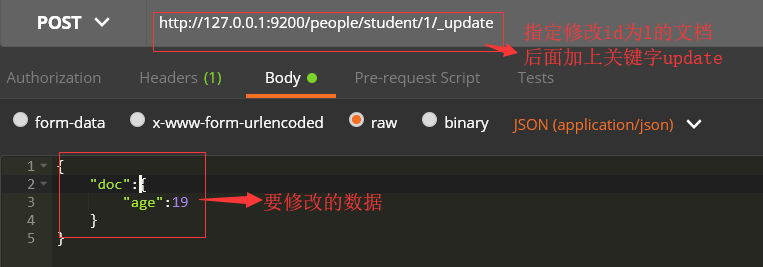 POST
http://127.0.0.1:9200/people/student/1/_update
指定修改id为1的文档
后面加上关键字update
Authorization Headers (1) Body Pre-request Script Tests
form-data x-www-form-urlencoded raw binary JSON (application/json)
1 {
2 "doc":{
3 "age":19
4 }
5 }
要修改的数据